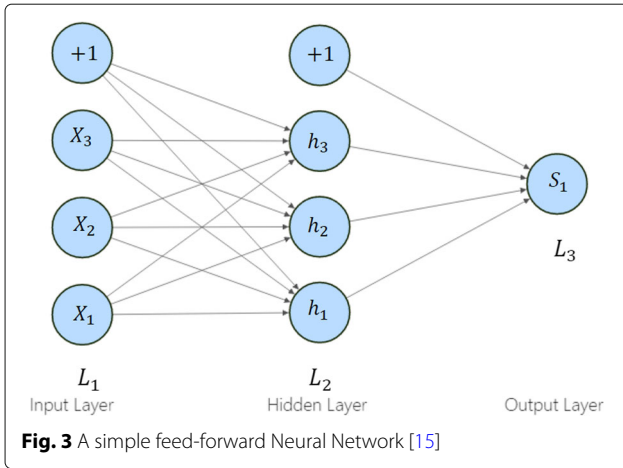 +1 +1
X₃ h₃
S₁
X₂ h₂
L₃
X₁ h₁
L₁ L₂
Input Layer Hidden Layer Output Layer
Fig. 3 A simple feed-forward Neural Network [15]